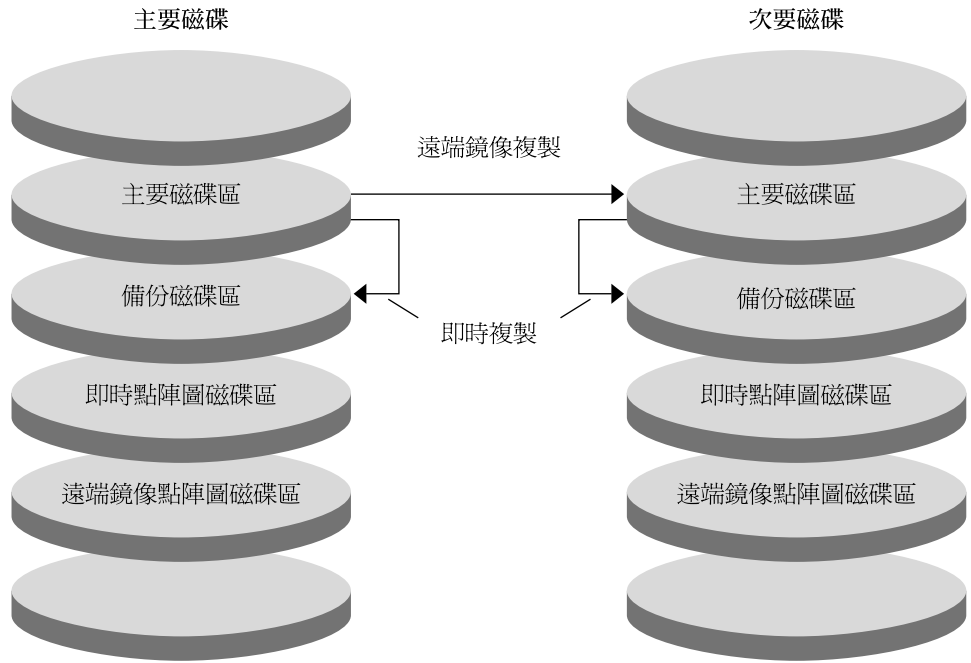 主要磁碟
次要磁碟
遠端鏡像複製
主要磁碟區
主要磁碟區
備份磁碟區
備份磁碟區
即時複製
即時點陣圖磁碟區
即時點陣圖磁碟區
遠端鏡像點陣圖磁碟區
遠端鏡像點陣圖磁碟區